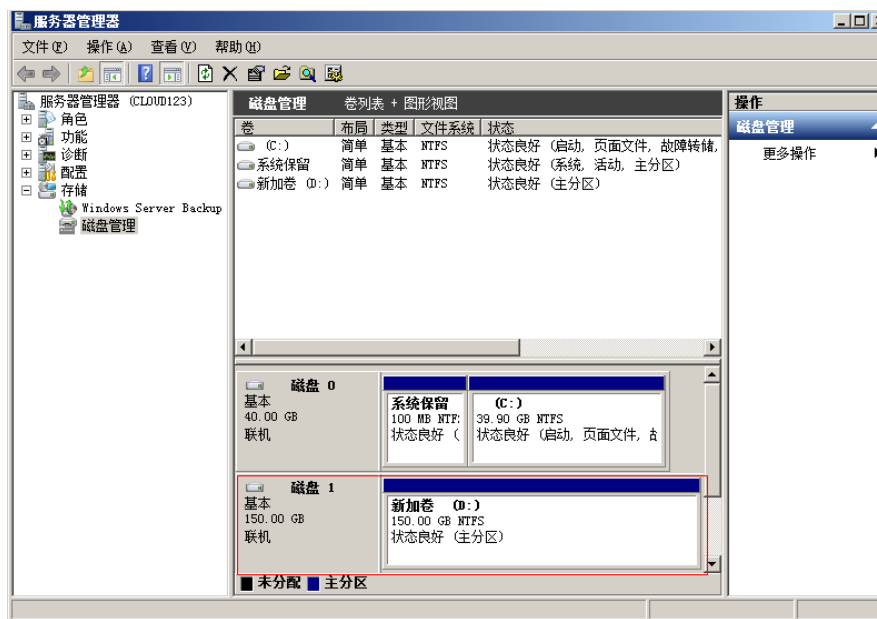 服务器管理器
文件(F) 操作(A) 查看(V) 帮助(H)
服务器管理器 (CLOUD123)
角色
功能
诊断
配置
存储
Windows Server Backup
磁盘管理
磁盘管理 卷列表 + 图形视图
卷 布局 类型 文件系统 状态
(C:) 简单 基本 NTFS 状态良好 (启动, 页面文件, 故障转储,
系统保留 简单 基本 NTFS 状态良好 (系统, 活动, 主分区)
新加卷 (D:) 简单 基本 NTFS 状态良好 (主分区)
磁盘 0
基本
40.00 GB
联机
系统保留
100 MB NTF:
状态良好 (
(C:)
39.90 GB NTFS
状态良好 (启动, 页面文件, 故
磁盘 1
基本
150.00 GB
联机
新加卷 (D:)
150.00 GB NTFS
状态良好 (主分区)
未分配 主分区
操作
磁盘管理
更多操作